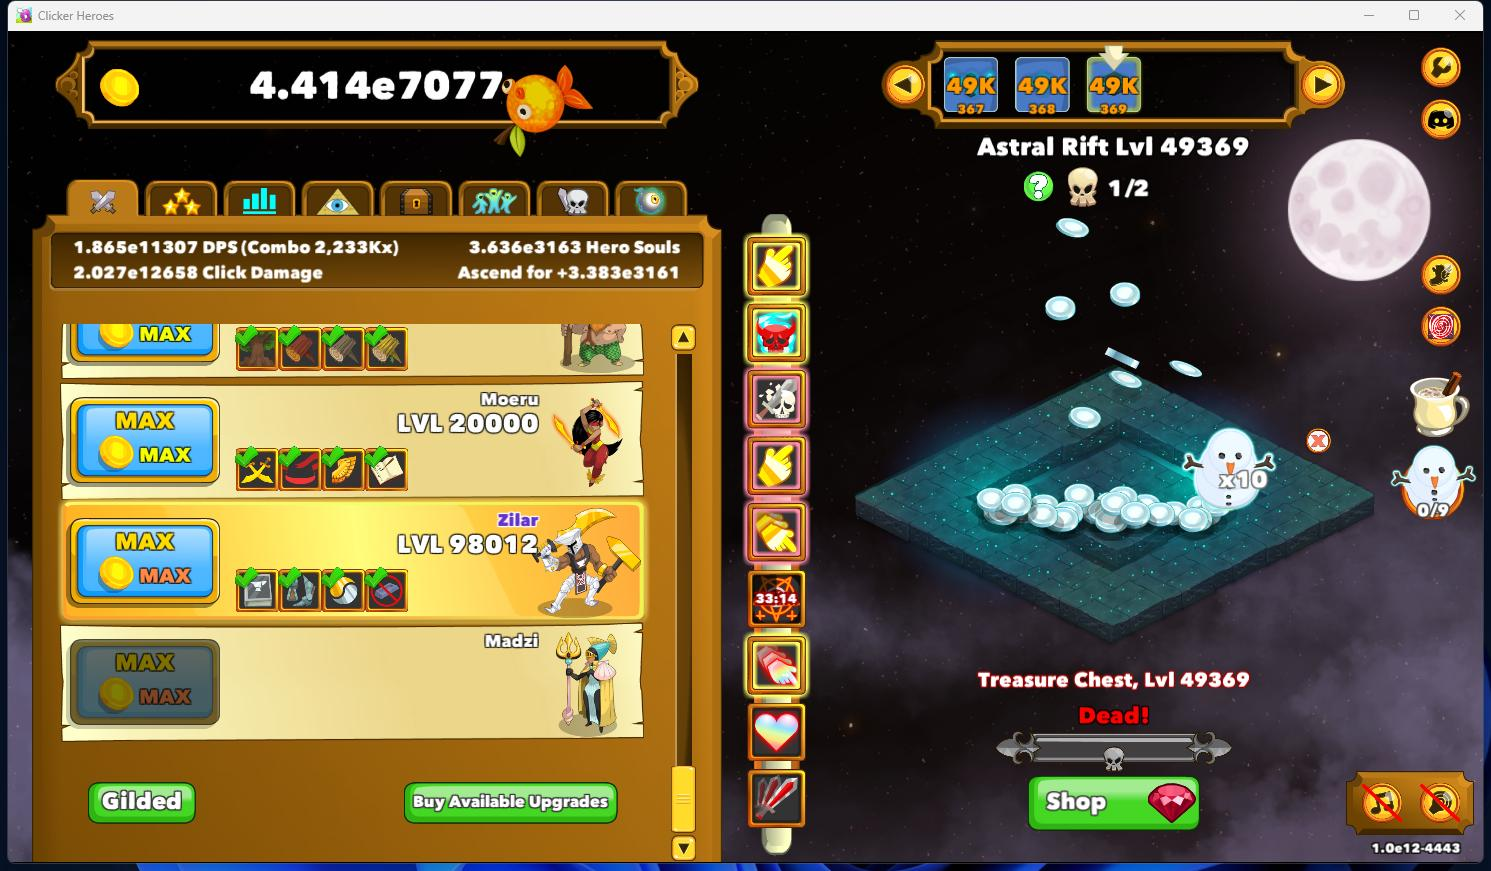 Clicker Heroes
4.414e7077
49K
367
49K
368
49K
369
Astral Rift Lvl 49369
1/2
1.865e11307 DPS (Combo 2,233Kx)
3.636e3163 Hero Souls
2.027e12658 Click Damage
Ascend for +3.383e3161
MAX
Moeru
LVL 20000
MAX
MAX
Zilar
LVL 98012
MAX
MAX
Madzi
MAX
MAX
Gilded
Buy Available Upgrades
33:14
x10
0/9
Treasure Chest, Lvl 49369
Dead!
Shop
1.0e12-4443